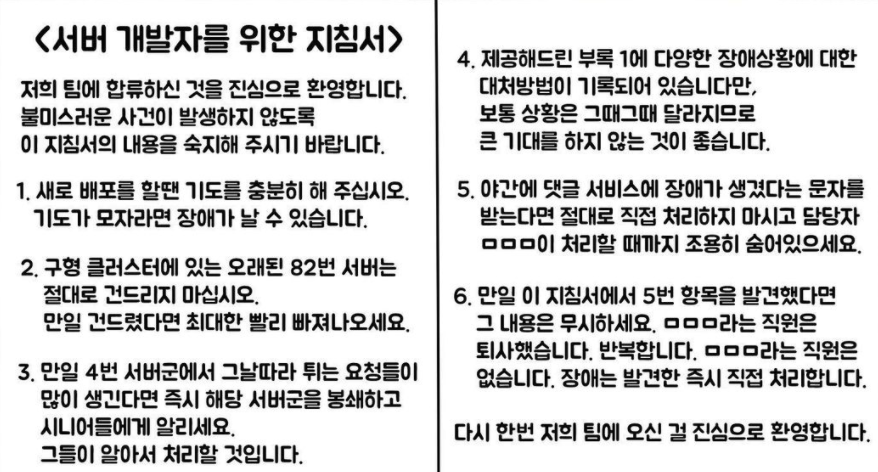 <서버 개발자를 위한 지침서>
저희 팀에 합류하신 것을 진심으로 환영합니다.
불미스러운 사건이 발생하지 않도록
이 지침서의 내용을 숙지해 주시기 바랍니다.
1. 새로 배포를 할땐 기도를 충분히 해 주십시오.
기도가 모자라면 장애가 날 수 있습니다.
2. 구형 클러스터에 있는 오래된 82번 서버는
절대로 건드리지 마십시오.
만일 건드렸다면 최대한 빨리 빠져나오세요.
3. 만일 4번 서버군에서 그날따라 튀는 요청들이
많이 생긴다면 즉시 해당 서버군을 봉쇄하고
시니어들에게 알리세요.
그들이 알아서 처리할 것입니다.
4. 제공해드린 부록 1에 다양한 장애상황에 대한
대처방법이 기록되어 있습니다만,
보통 상황은 그때그때 달라지므로
큰 기대를 하지 않는 것이 좋습니다.
5. 야간에 댓글 서비스에 장애가 생겼다는 문자를
받는다면 절대로 직접 처리하지 마시고 담당자
ㅁㅁㅁ이 처리할 때까지 조용히 숨어있으세요.
6. 만일 이 지침서에서 5번 항목을 발견했다면
그 내용은 무시하세요. ㅁㅁㅁ라는 직원은
퇴사했습니다. 반복합니다. ㅁㅁㅁ라는 직원은
없습니다. 장애는 발견한 즉시 직접 처리합니다.
다시 한번 저희 팀에 오신 걸 진심으로 환영합니다.